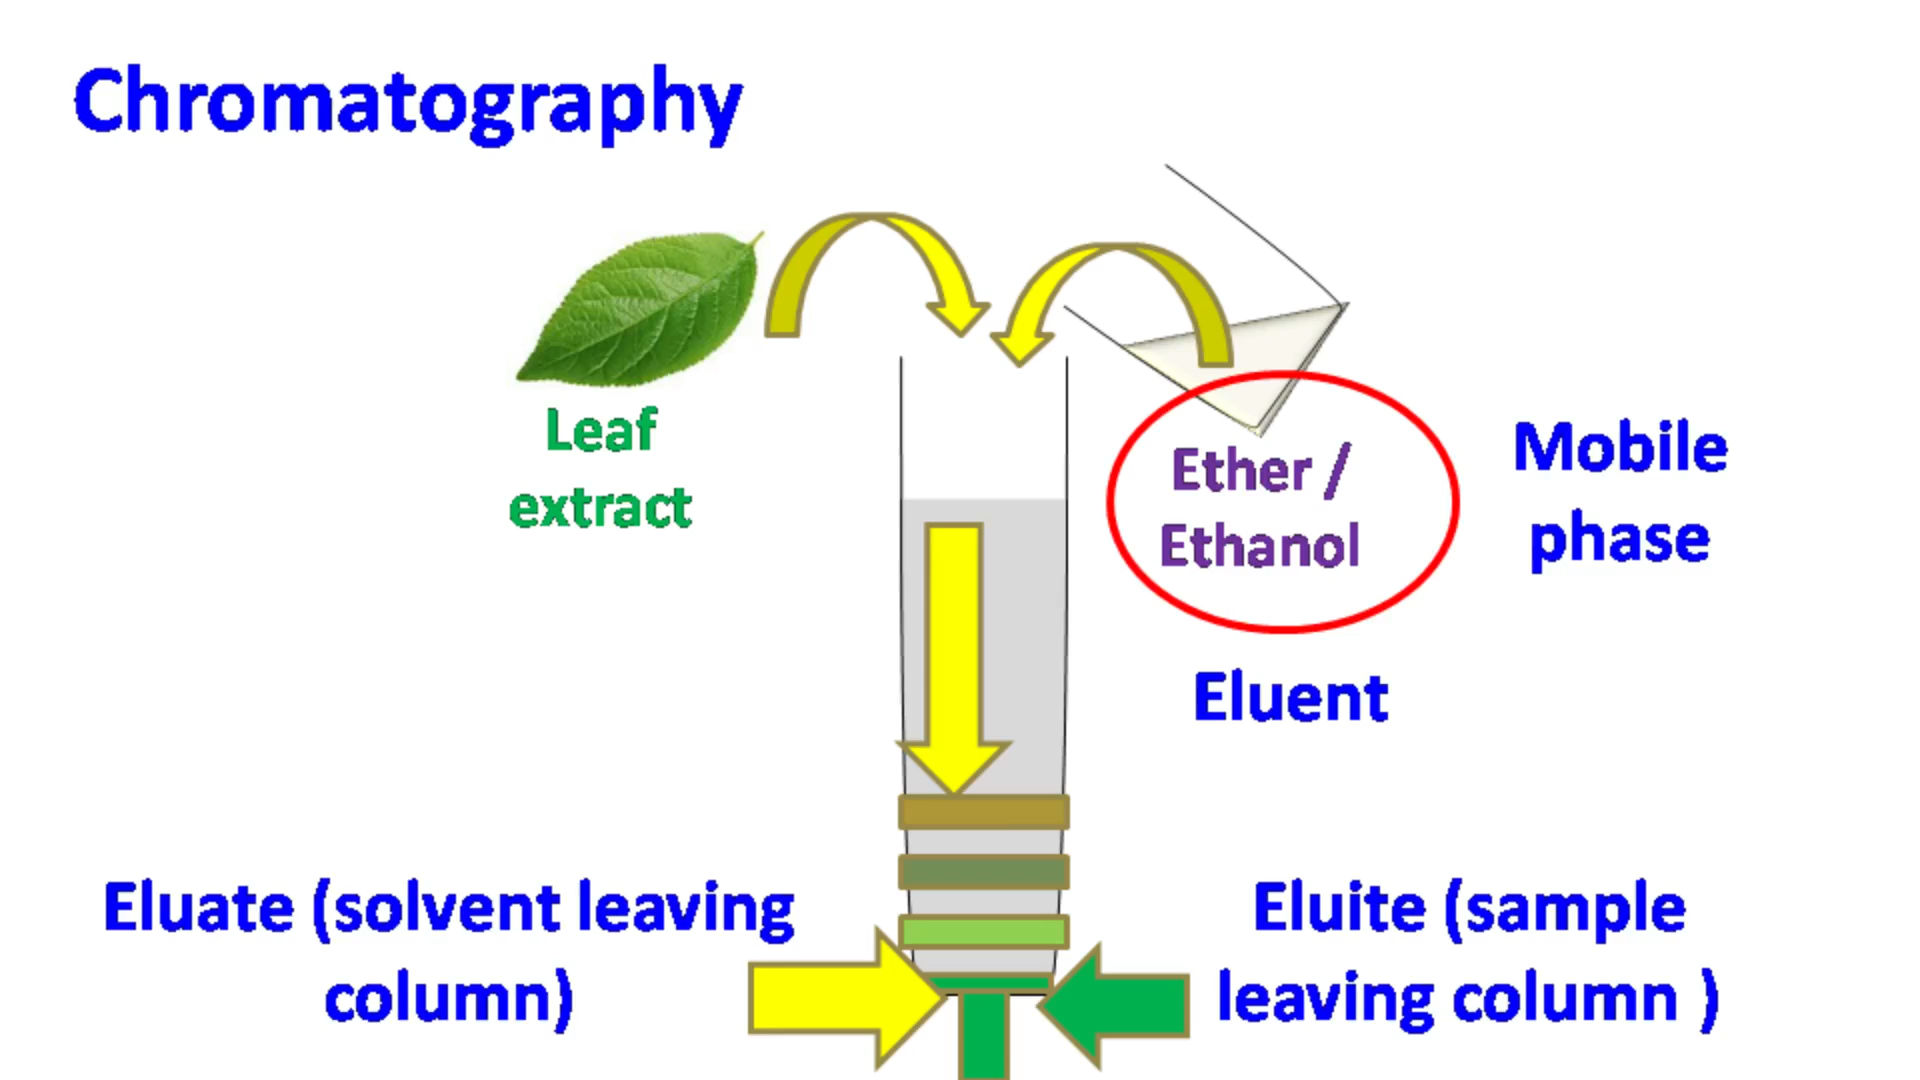 Chromatography
Leaf
extract
Ether /
Ethanol
Mobile
phase
Eluent
Eluate (solvent leaving
column)
Eluite (sample
leaving column )